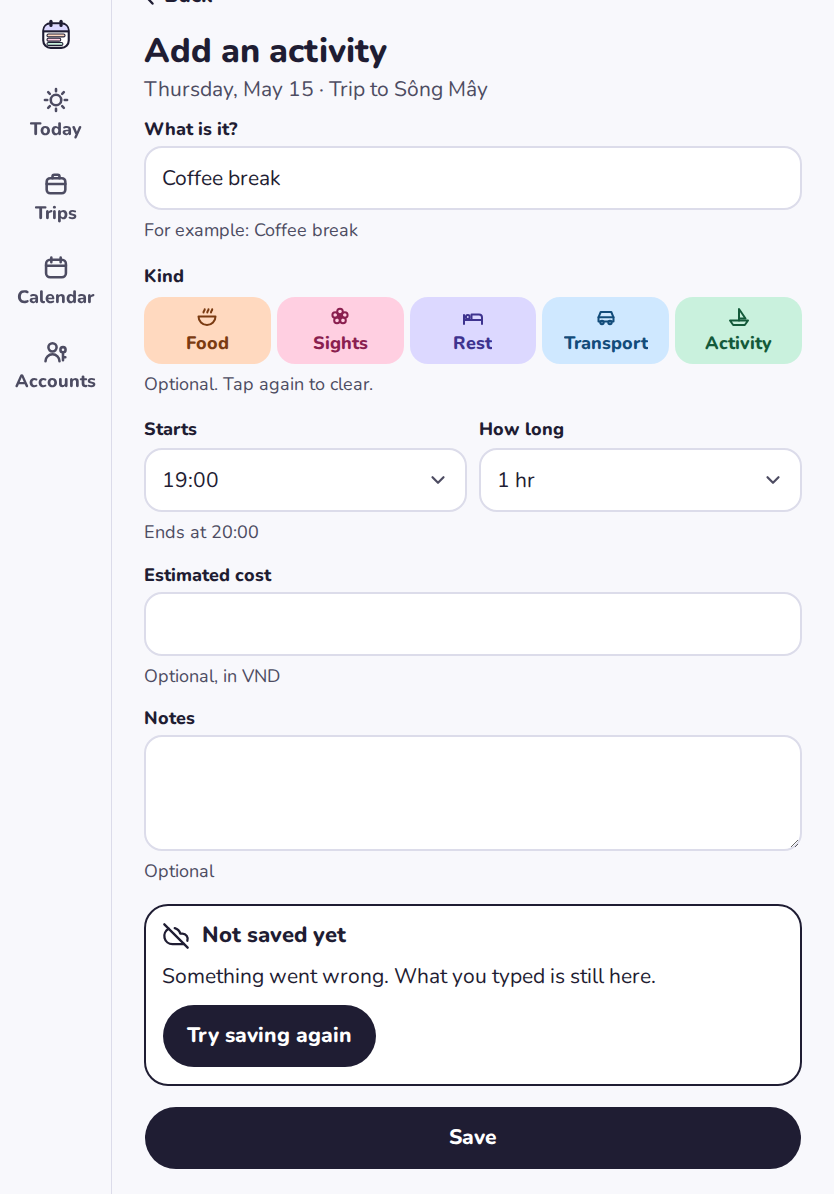 Back
Today
Trips
Calendar
Accounts
Add an activity
Thursday, May 15 · Trip to Sông Mây
What is it?
Coffee break
For example: Coffee break
Kind
Food
Sights
Rest
Transport
Activity
Optional. Tap again to clear.
Starts
How long
19:00
1 hr
Ends at 20:00
Estimated cost
Optional, in VND
Notes
Optional
Not saved yet
Something went wrong. What you typed is still here.
Try saving again
Save